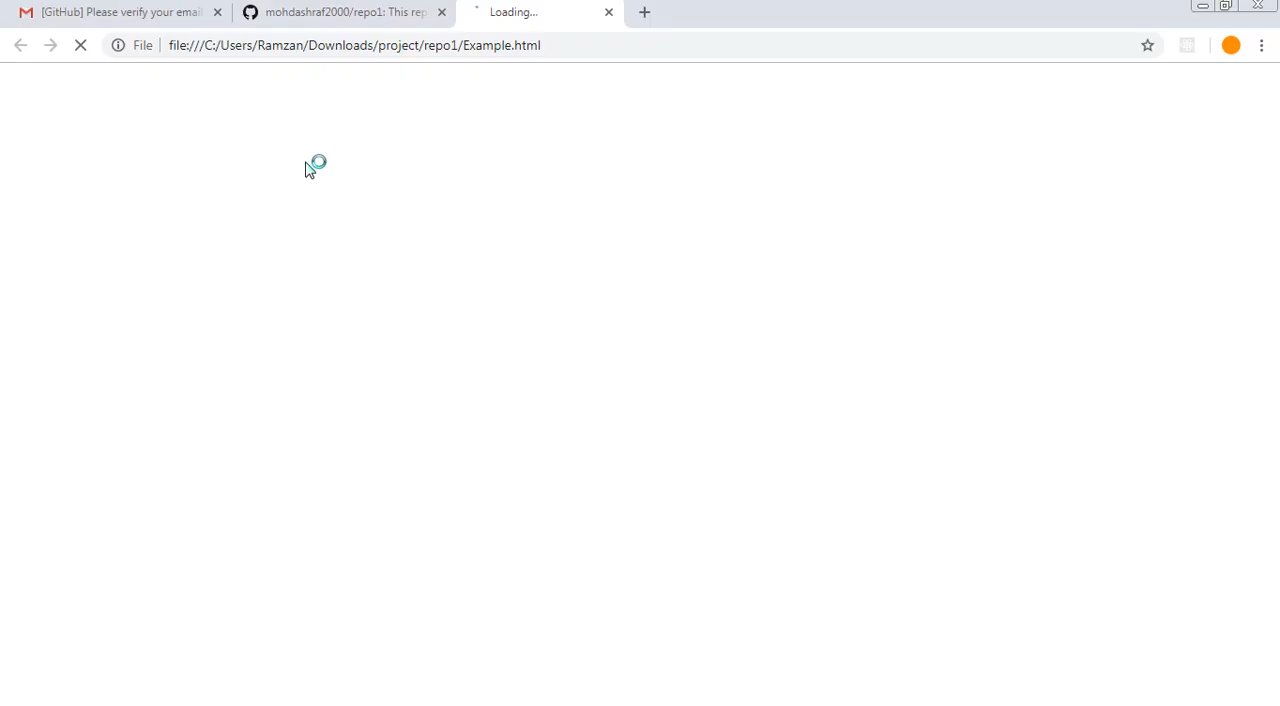 [GitHub] Please verify your email
mohdashraf2000/repo1: This rep
Loading...
File
file:///C:/Users/Ramzan/Downloads/project/repo1/Example.html